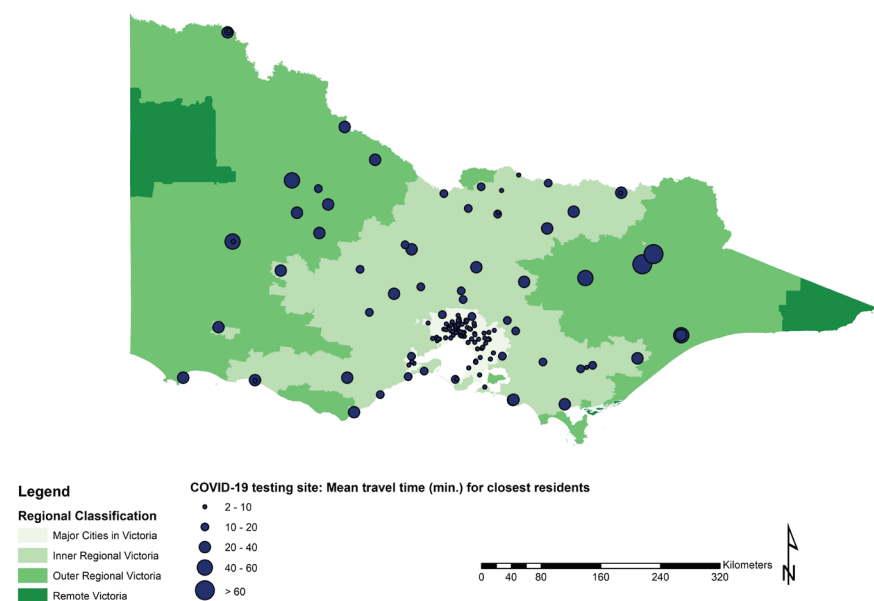 Legend
Regional Classification
Major Cities in Victoria
Inner Regional Victoria
Outer Regional Victoria
Remote Victoria
COVID-19 testing site: Mean travel time (min.) for closest residents
2 - 10
10 - 20
20 - 40
40 - 60
> 60
Kilometers
0 40 80 160 240 320
N